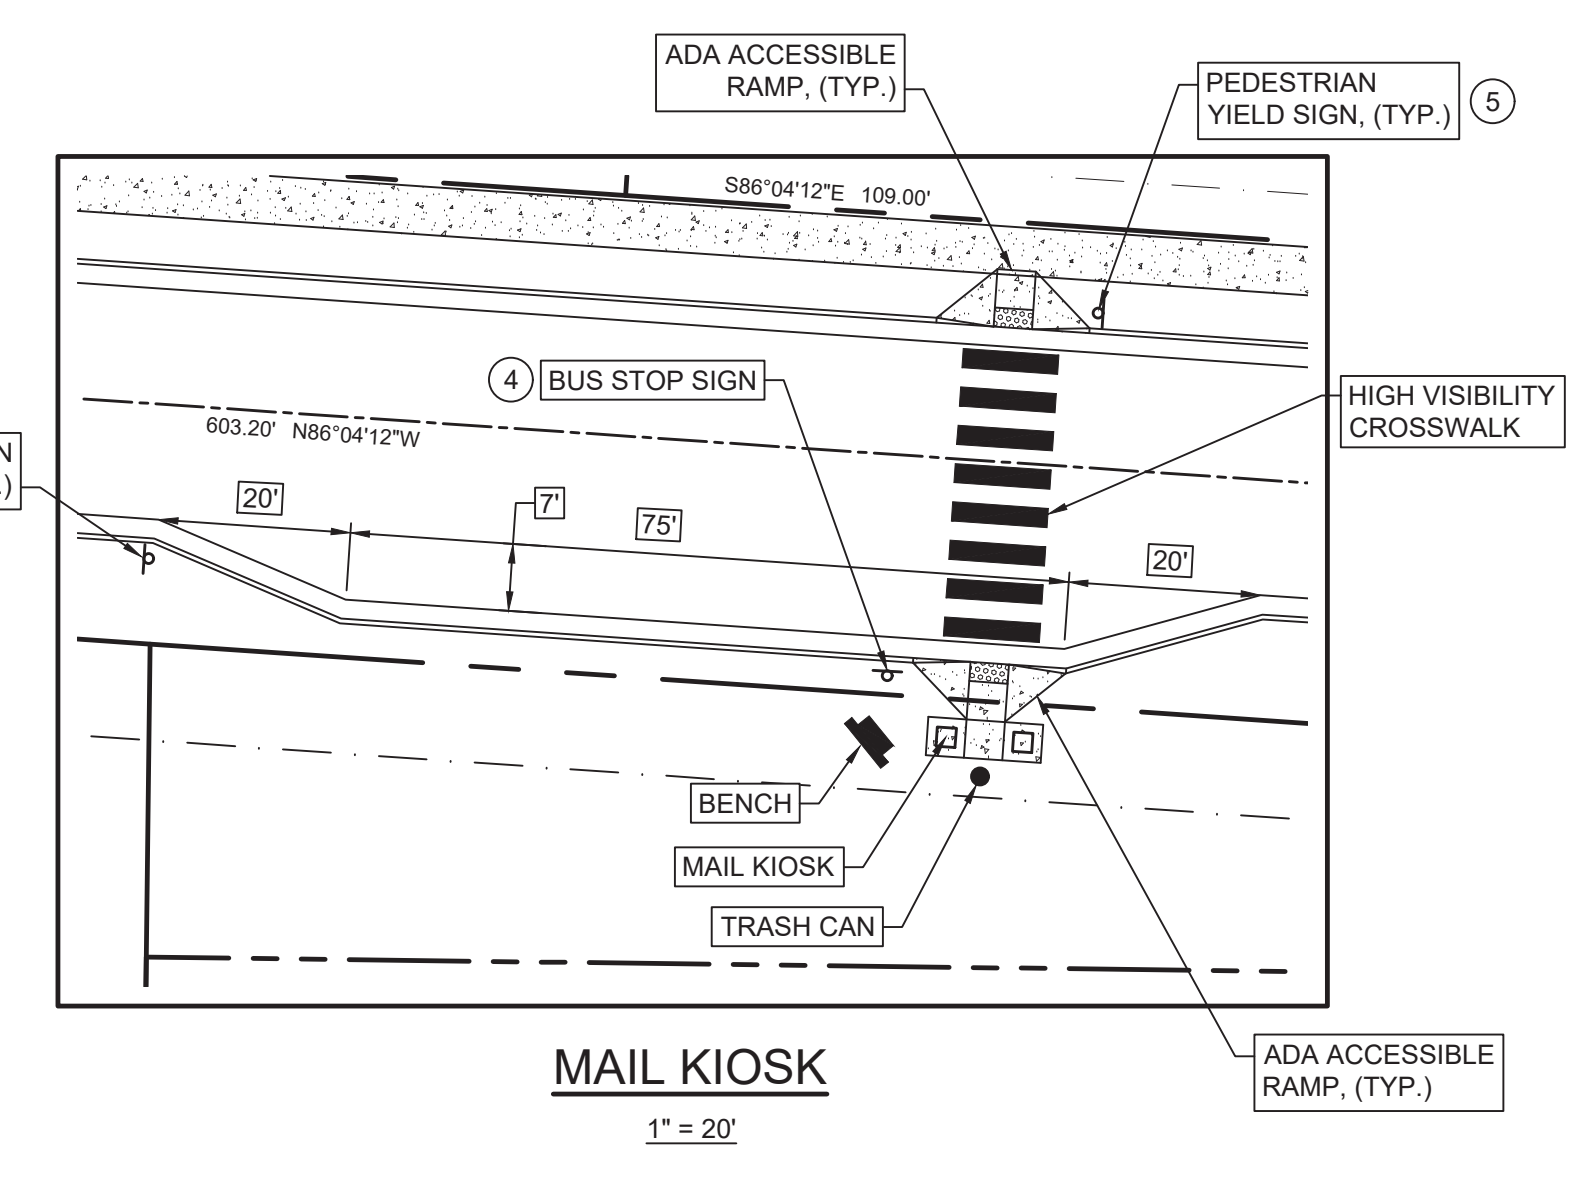 ADA ACCESSIBLE
RAMP, (TYP.)
PEDESTRIAN
YIELD SIGN, (TYP.)
5
S86°04'12"E 109.00'
4
BUS STOP SIGN
HIGH VISIBILITY
CROSSWALK
603.20' N86°04'12"W
20'
7'
75'
20'
BENCH
MAIL KIOSK
TRASH CAN
ADA ACCESSIBLE
RAMP, (TYP.)
MAIL KIOSK
1" = 20'